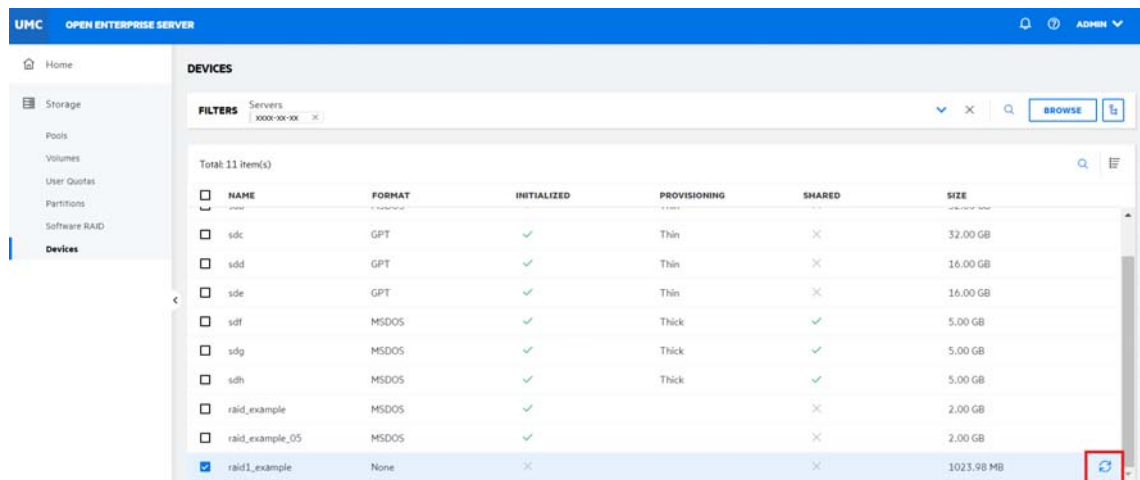 UMC OPEN ENTERPRISE SERVER ADMIN
Home
DEVICES
Storage
FILTERS Servers
xxxx-xx-xx
BROWSE
Pools
Volumes
User Quotas
Partitions
Software RAID
Devices
Total: 11 item(s)
NAME FORMAT INITIALIZED PROVISIONING SHARED SIZE
sdc GPT Thin 32.00 GB
sdd GPT Thin 16.00 GB
sde GPT Thin 16.00 GB
sdf MSDOS Thick 5.00 GB
sdg MSDOS Thick 5.00 GB
sdh MSDOS Thick 5.00 GB
raid_example MSDOS 2.00 GB
raid_example_05 MSDOS 2.00 GB
raid1_example None 1023.98 MB